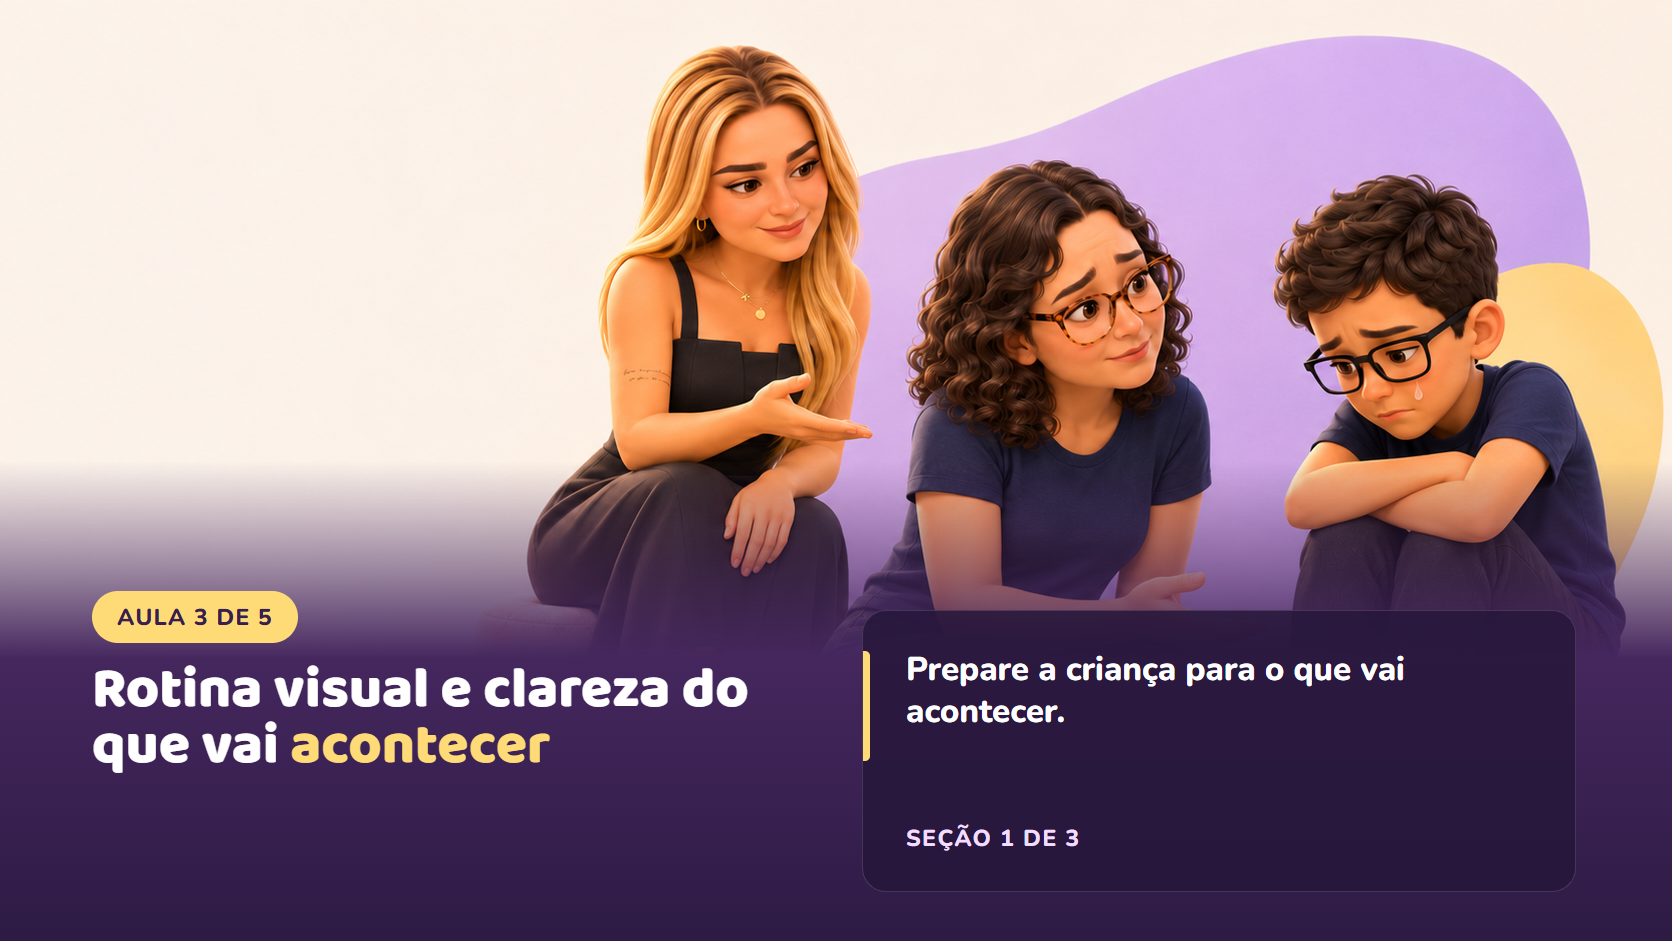 AULA 3 DE 5
Rotina visual e clareza do
que vai acontecer
Prepare a criança para o que vai
acontecer.
SEÇÃO 1 DE 3